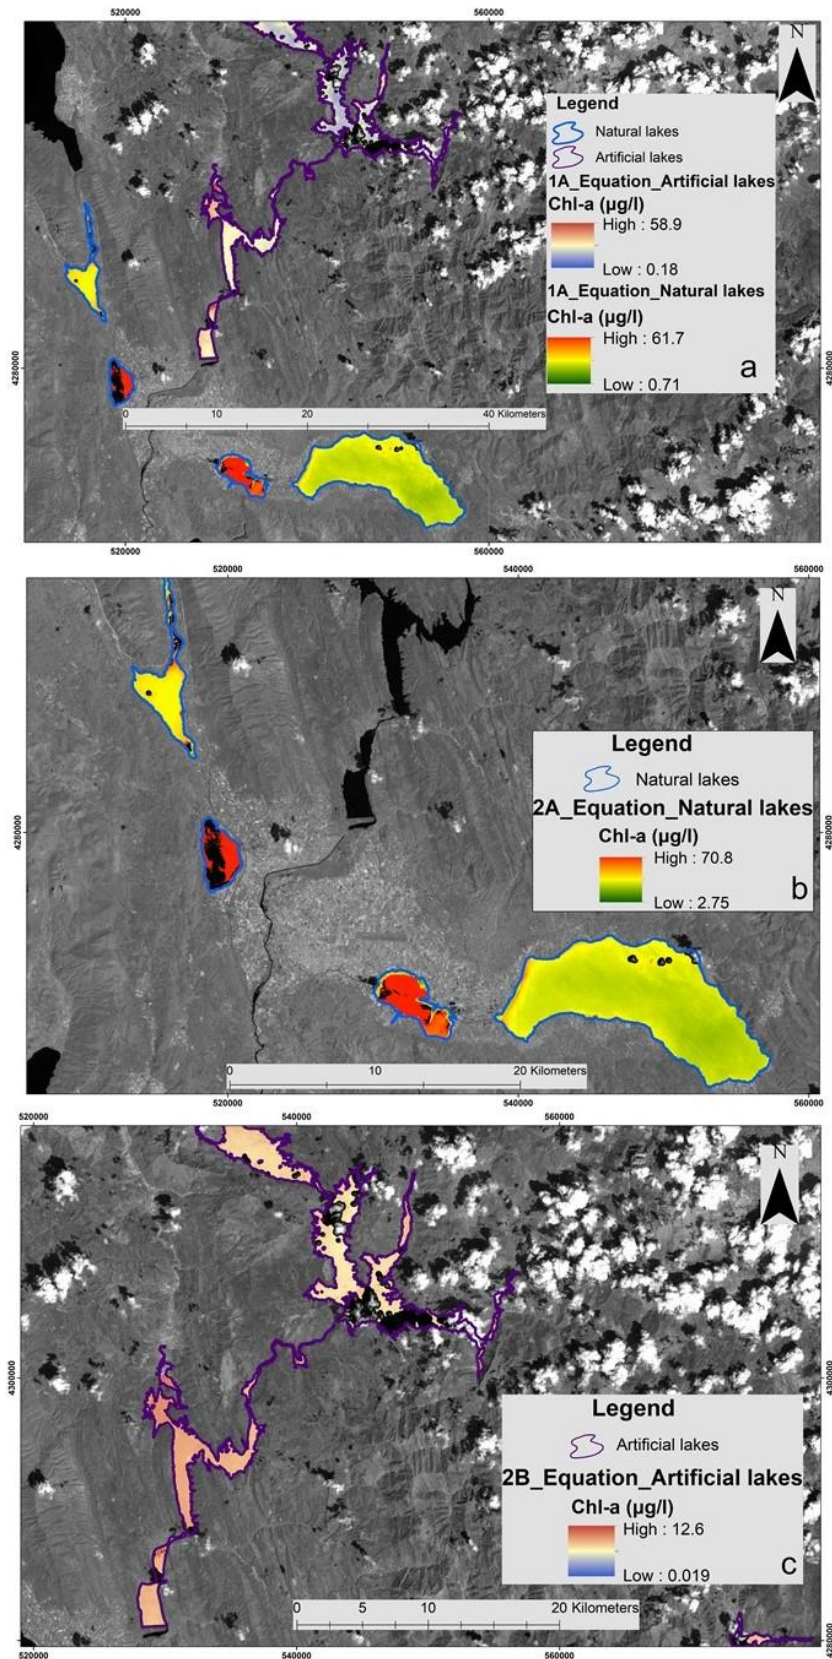 520000
560000
N
Legend
Natural lakes
Artificial lakes
1A_Equation_Artificial lakes
Chl-a (µg/l)
High : 58.9
Low : 0.18
1A_Equation_Natural lakes
Chl-a (µg/l)
High : 61.7
Low : 0.71
a
4280000
4280000
0 10 20 40 Kilometers
520000
560000
520000
540000
560000
N
Legend
Natural lakes
2A_Equation_Natural lakes
Chl-a (µg/l)
High : 70.8
Low : 2.75
b
4280000
4280000
0 10 20 Kilometers
520000
540000
560000
520000
540000
560000
N
4300000
4300000
Legend
Artificial lakes
2B_Equation_Artificial lakes
Chl-a (µg/l)
High : 12.6
Low : 0.019
c
0 5 10 20 Kilometers
4280000
520000
540000
560000